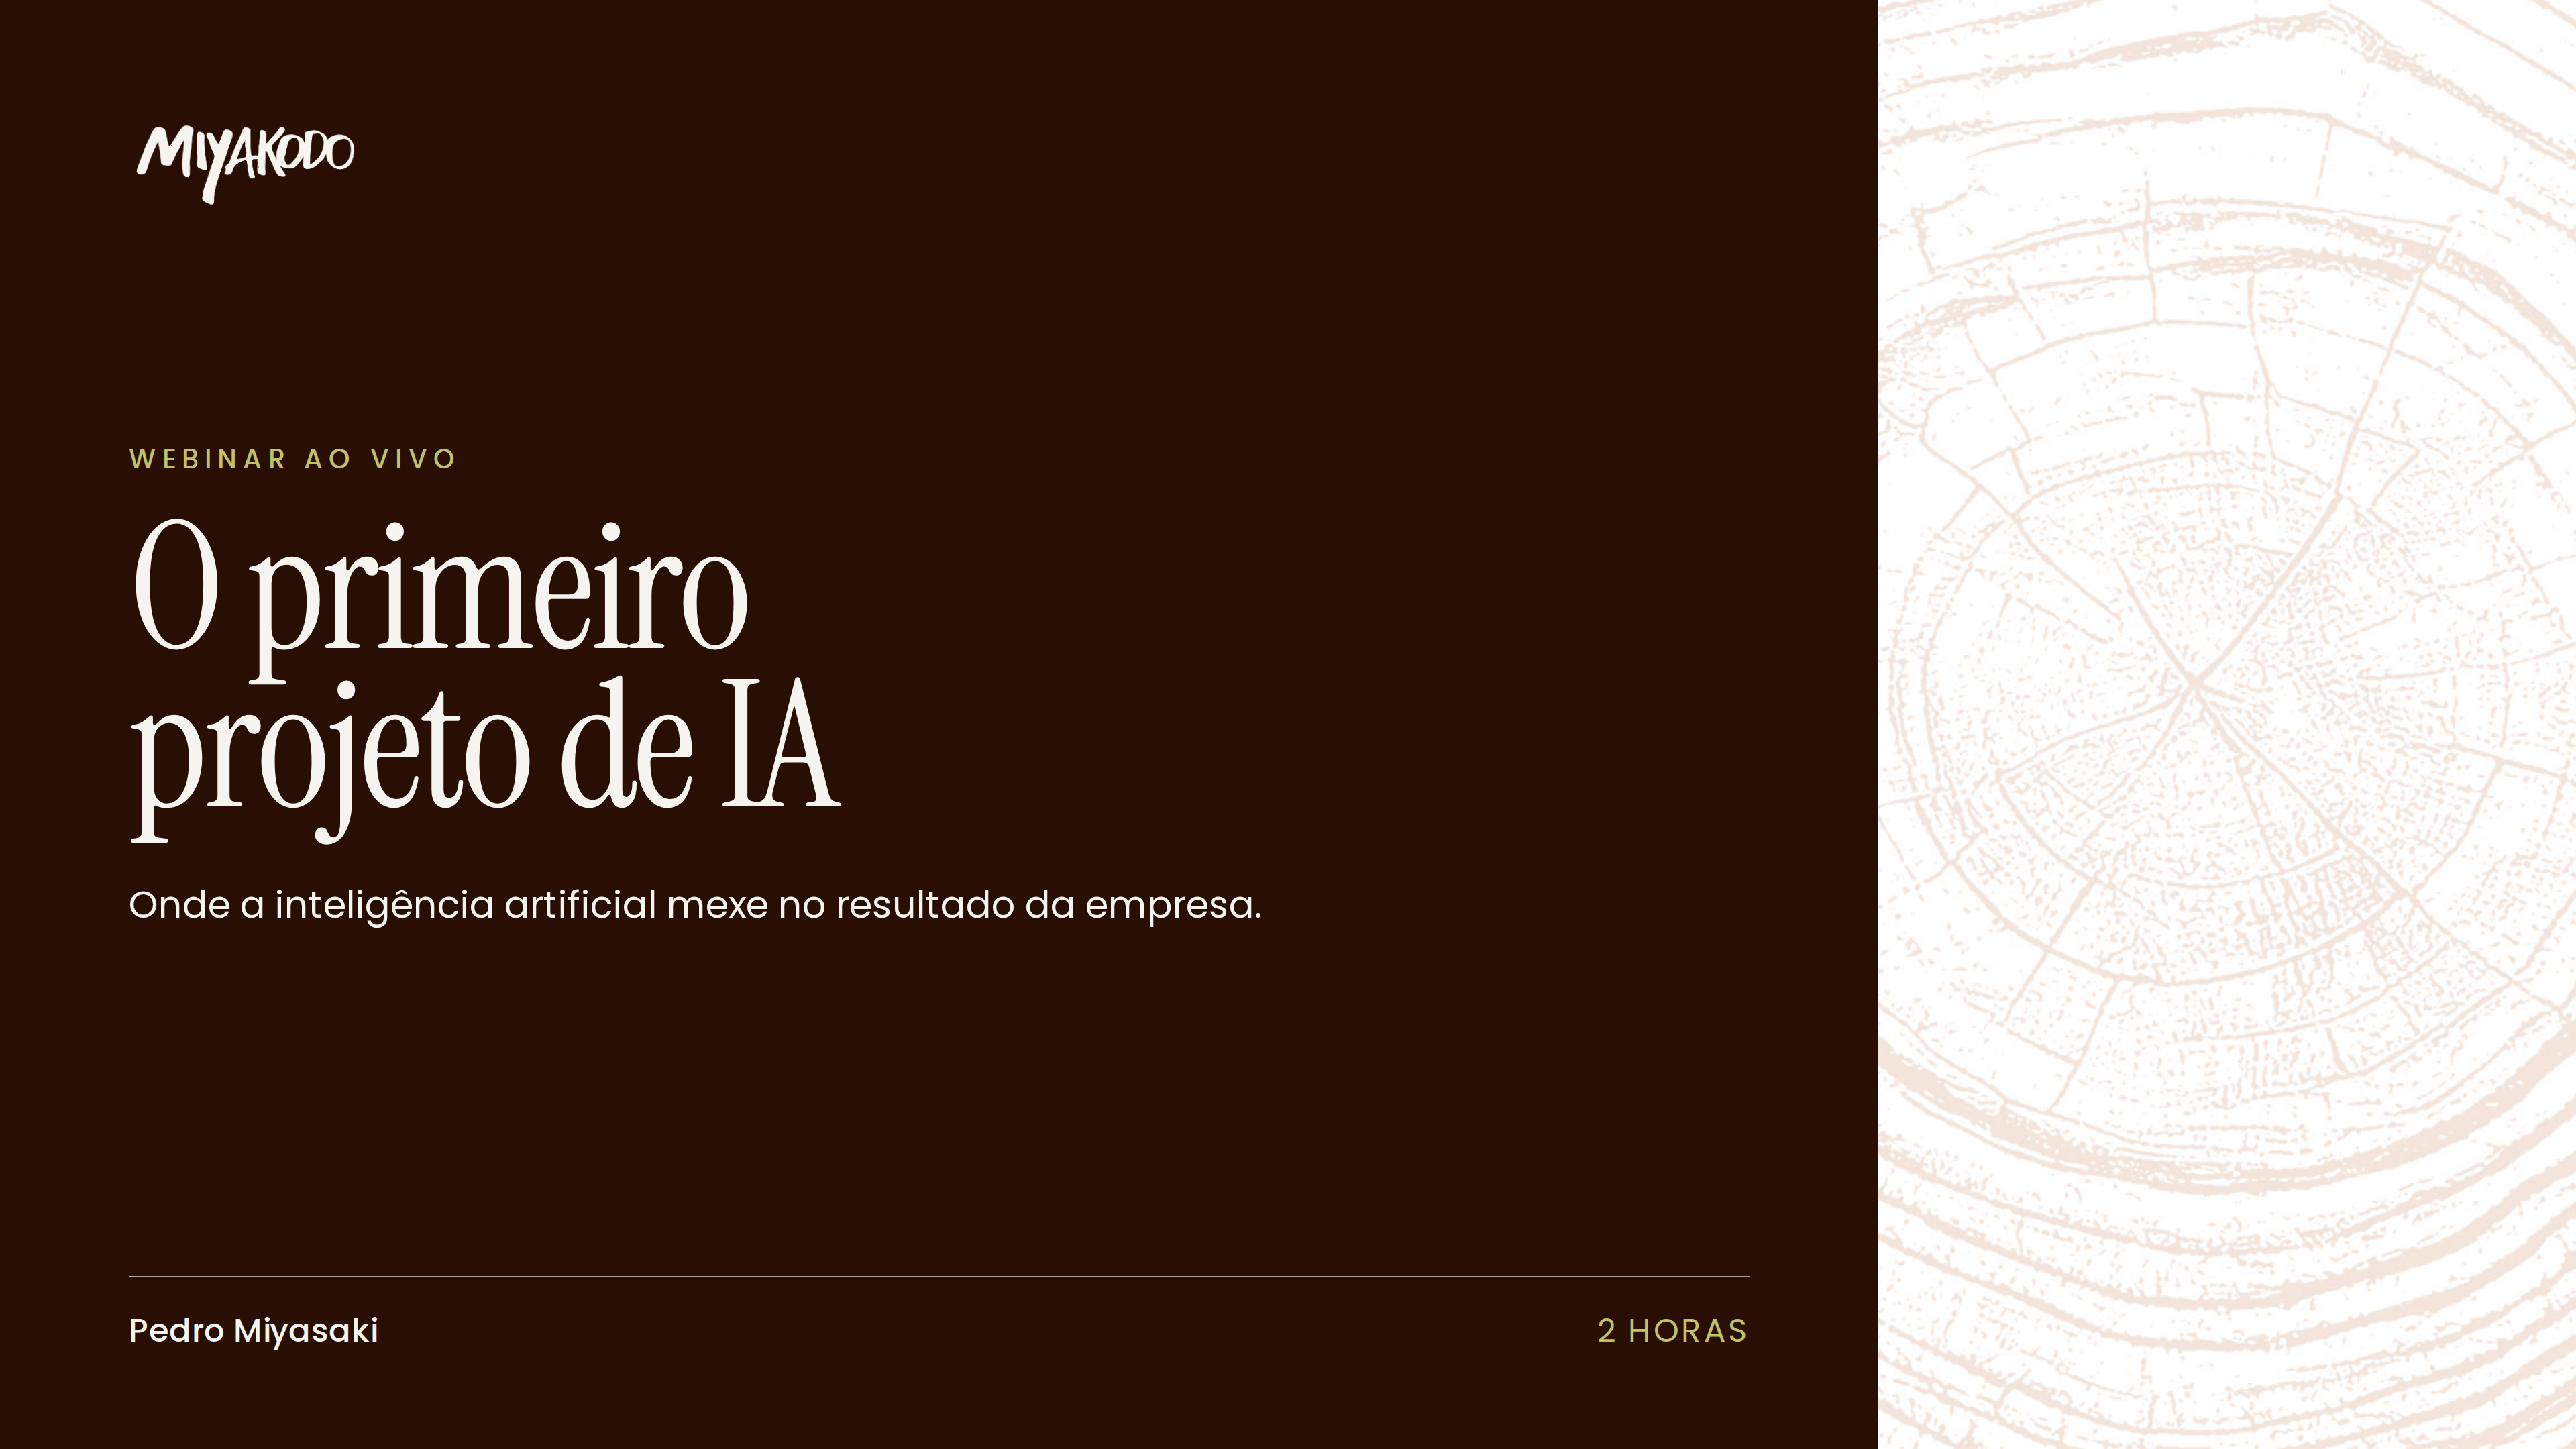 MIYAKODO
WEBINAR AO VIVO
O primeiro
projeto de IA
Onde a inteligência artificial mexe no resultado da empresa.
Pedro Miyasaki
2 HORAS